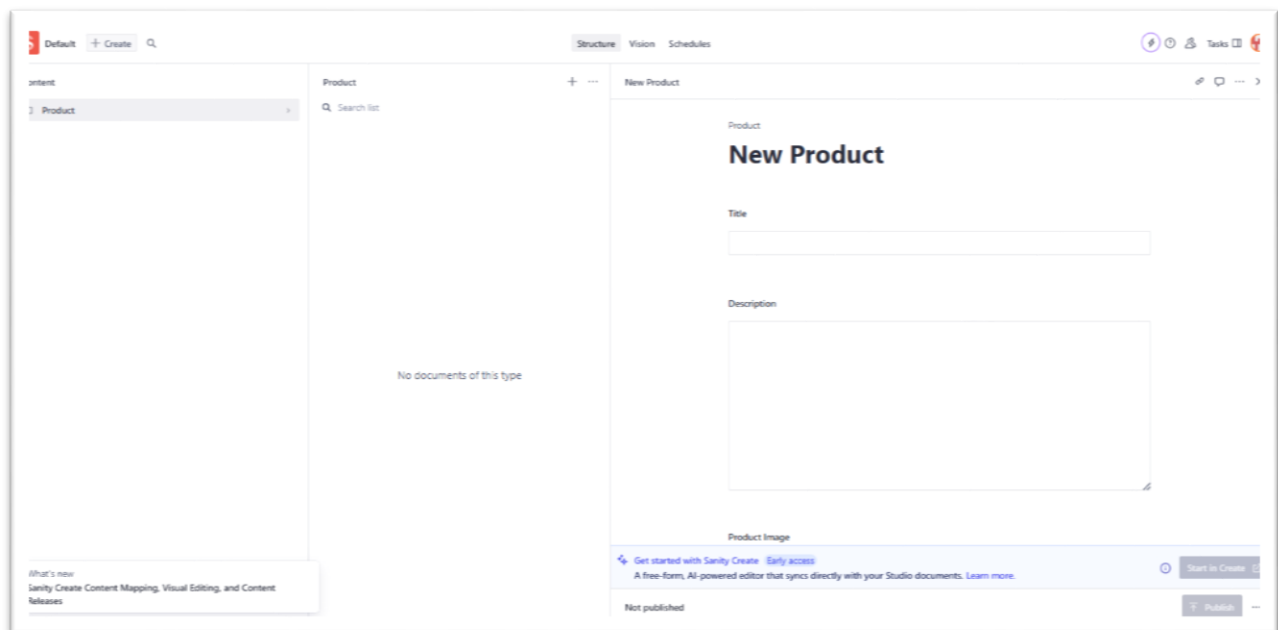 Default + Create
Structure Vision Schedules
Tasks
ontent
Product
Product
Search list
No documents of this type
New Product
Product
New Product
Title
Description
Product Image
Get started with Sanity Create Early access
A free-form, AI-powered editor that syncs directly with your Studio documents. Learn more.
Start in Create
Not published
Publish
What's new
Sanity Create Content Mapping, Visual Editing, and Content
Releases